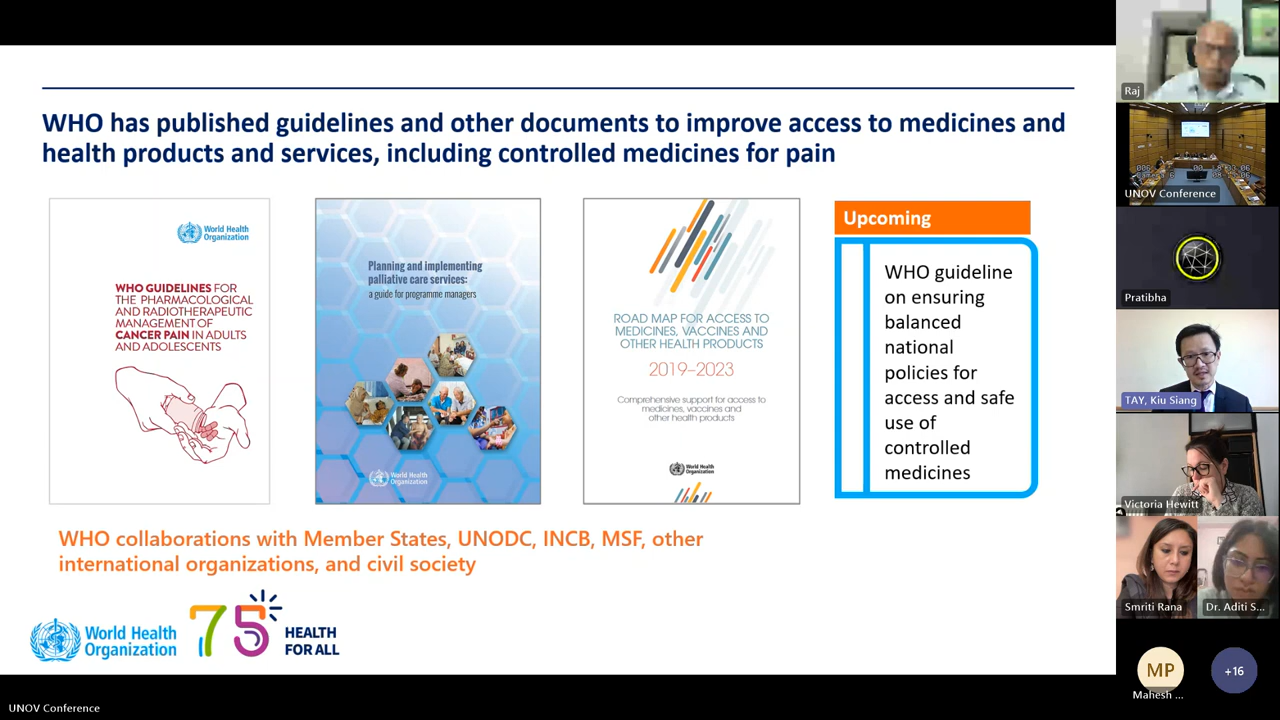 WHO has published guidelines and other documents to improve access to medicines and
health products and services, including controlled medicines for pain
World Health
Organization
WHO GUIDELINES FOR
THE PHARMACOLOGICAL
AND RADIOTHERAPEUTIC
MANAGEMENT OF
CANCER PAIN IN ADULTS
AND ADOLESCENTS
Planning and implementing
palliative care services:
a guide for programme managers
World Health
Organization
ROAD MAP FOR ACCESS TO
MEDICINES, VACCINES AND
OTHER HEALTH PRODUCTS
2019–2023
Comprehensive support for access to
medicines, vaccines and
other health products
World Health
Organization
Upcoming
WHO guideline
on ensuring
balanced
national
policies for
access and safe
use of
controlled
medicines
WHO collaborations with Member States, UNODC, INCB, MSF, other
international organizations, and civil society
World Health
Organization
75
HEALTH
FOR ALL
UNOV Conference
Raj
UNOV Conference
Pratibha
TAY, Kiu Siang
Victoria Hewitt
Smriti Rana
Dr. Aditi S...
MP
Mahesh ...
+16